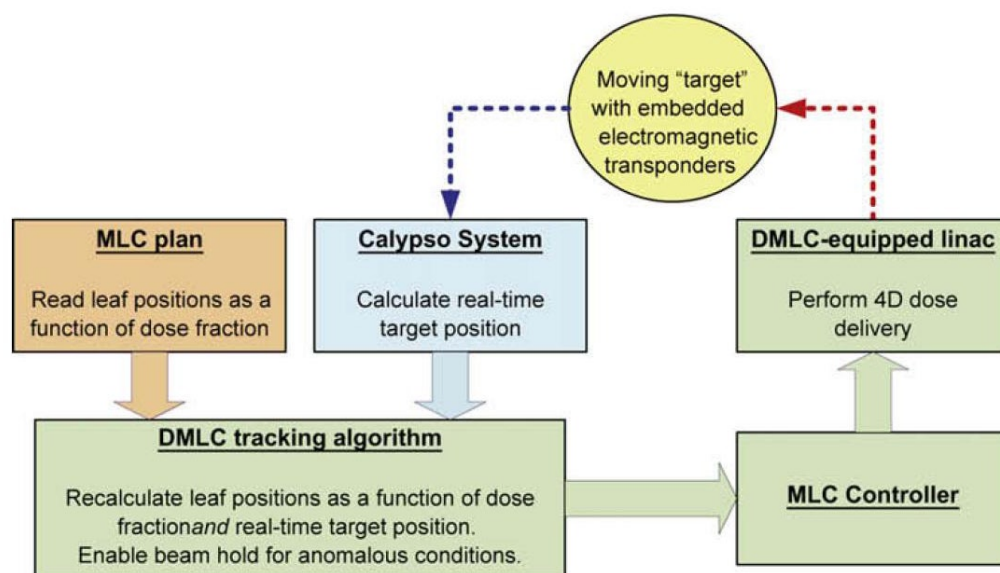 Moving “target”
with embedded
electromagnetic
transponders
MLC plan
Read leaf positions as a
function of dose fraction
Calypso System
Calculate real-time
target position
DMLC-equipped linac
Perform 4D dose
delivery
DMLC tracking algorithm
Recalculate leaf positions as a function of dose
fractionand real-time target position.
Enable beam hold for anomalous conditions.
MLC Controller